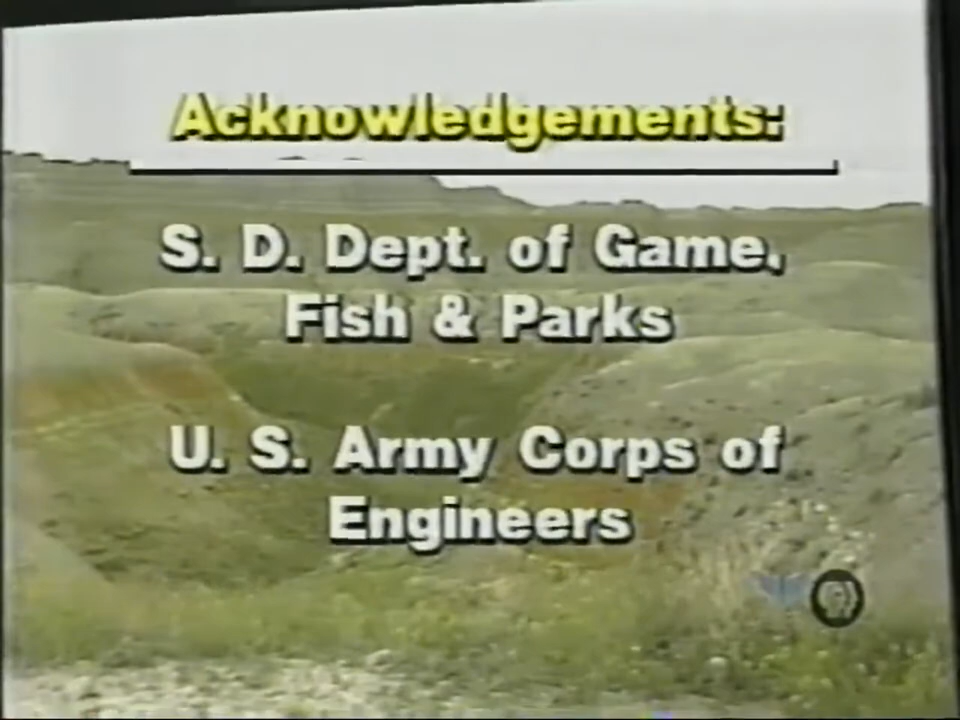 Acknowledgements:
S. D. Dept. of Game,
Fish & Parks
U. S. Army Corps of
Engineers